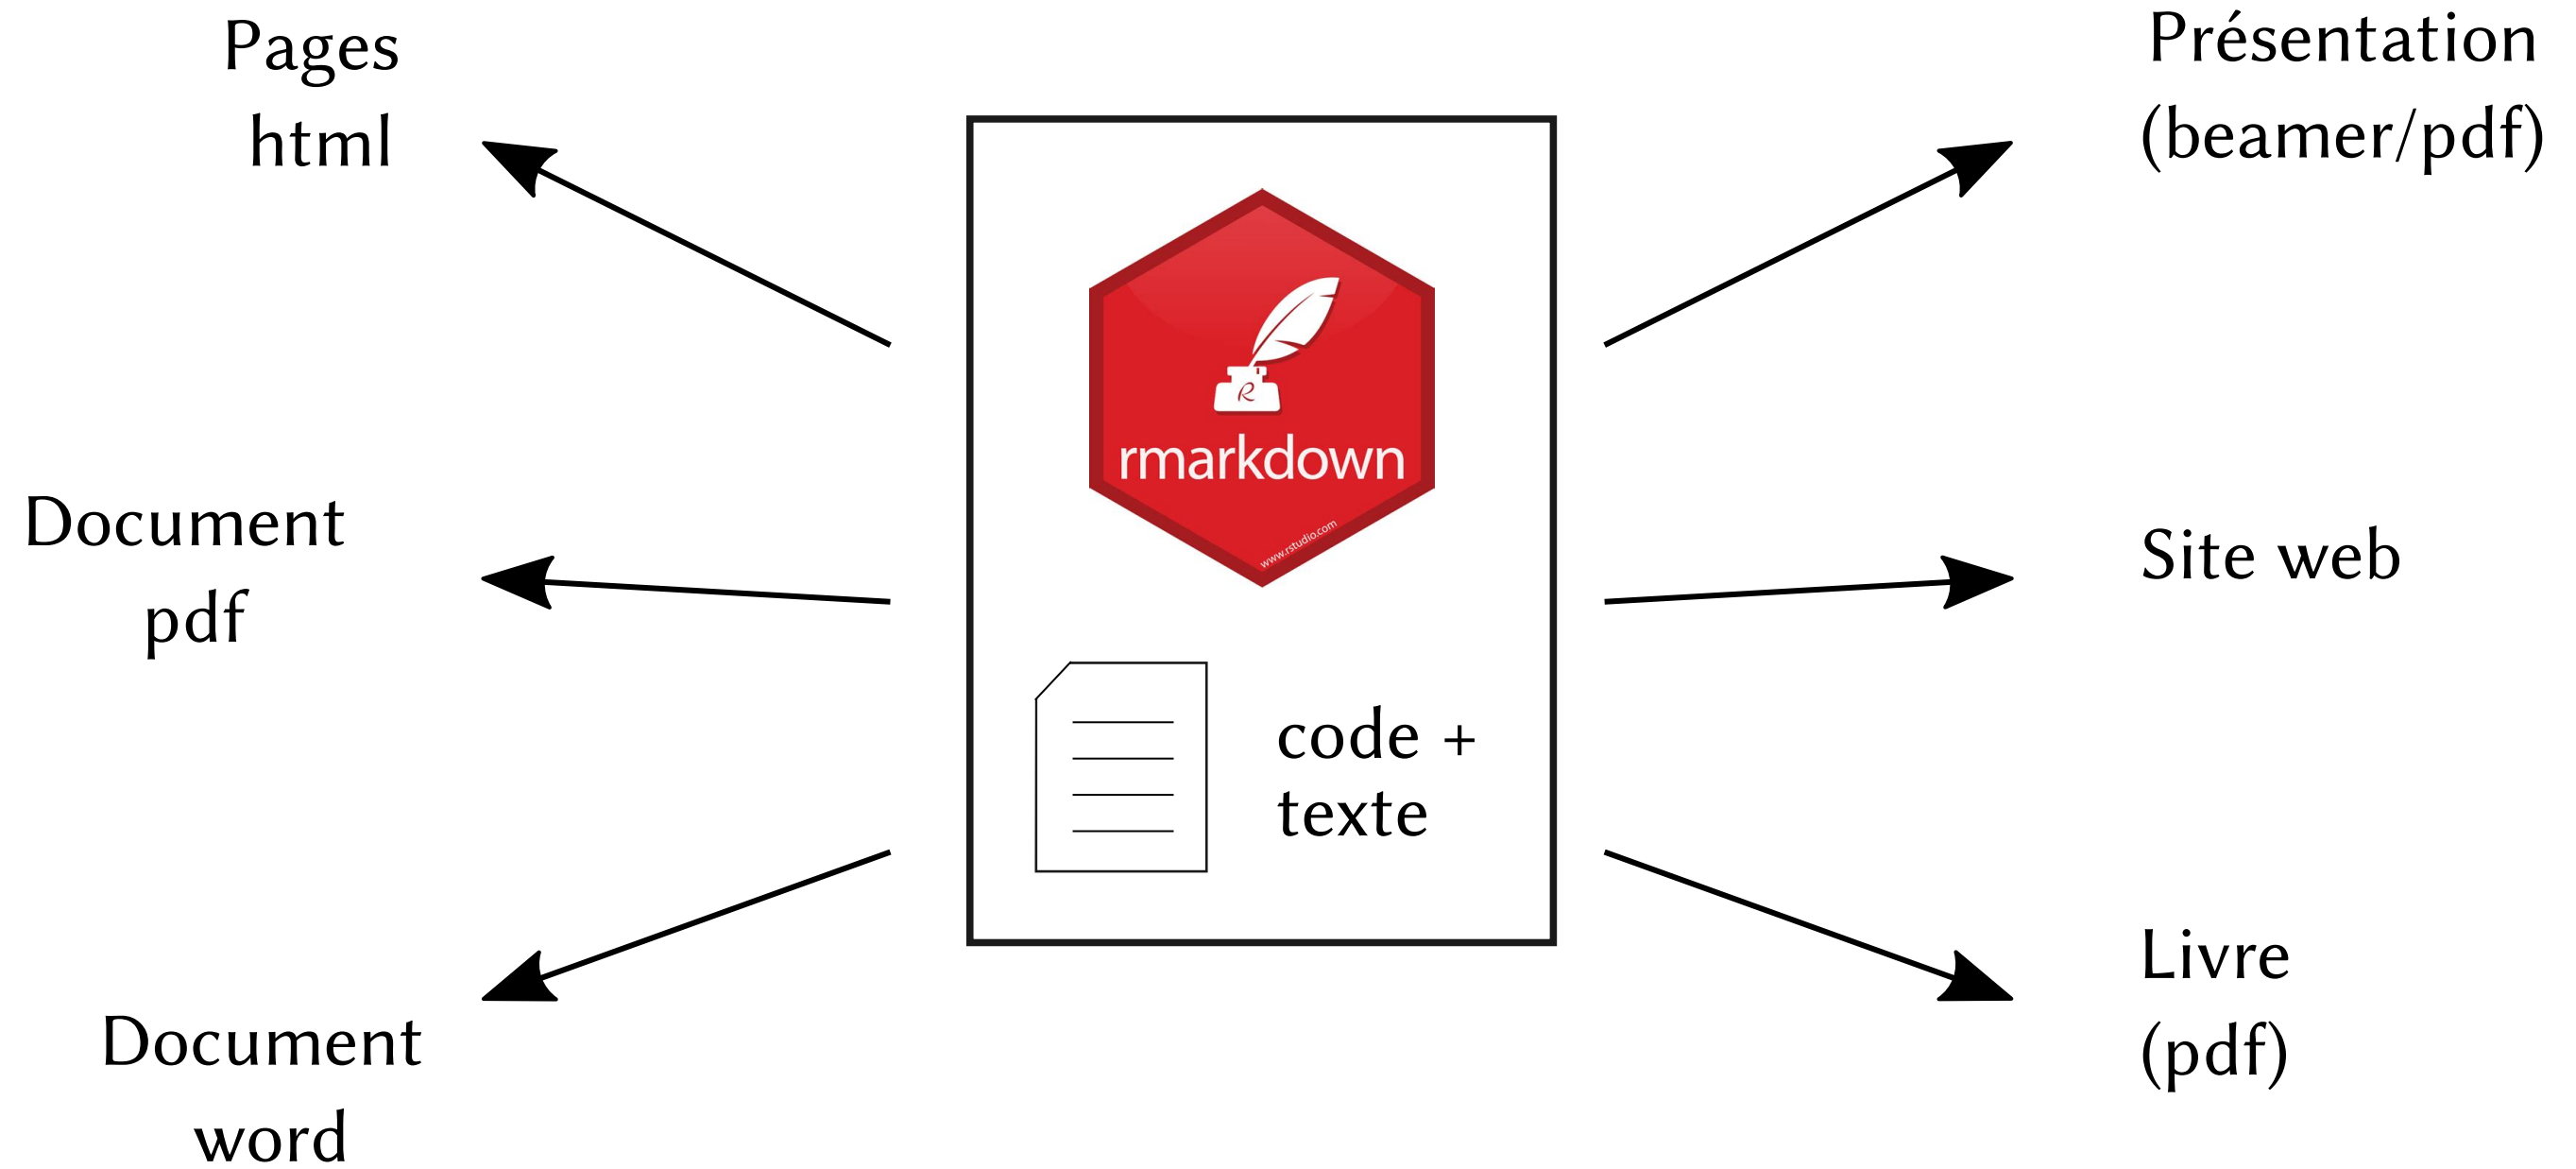 Pages
html
Document
pdf
Document
word
rmarkdown
www.rstudio.com
code +
texte
Présentation
(beamer/pdf)
Site web
Livre
(pdf)